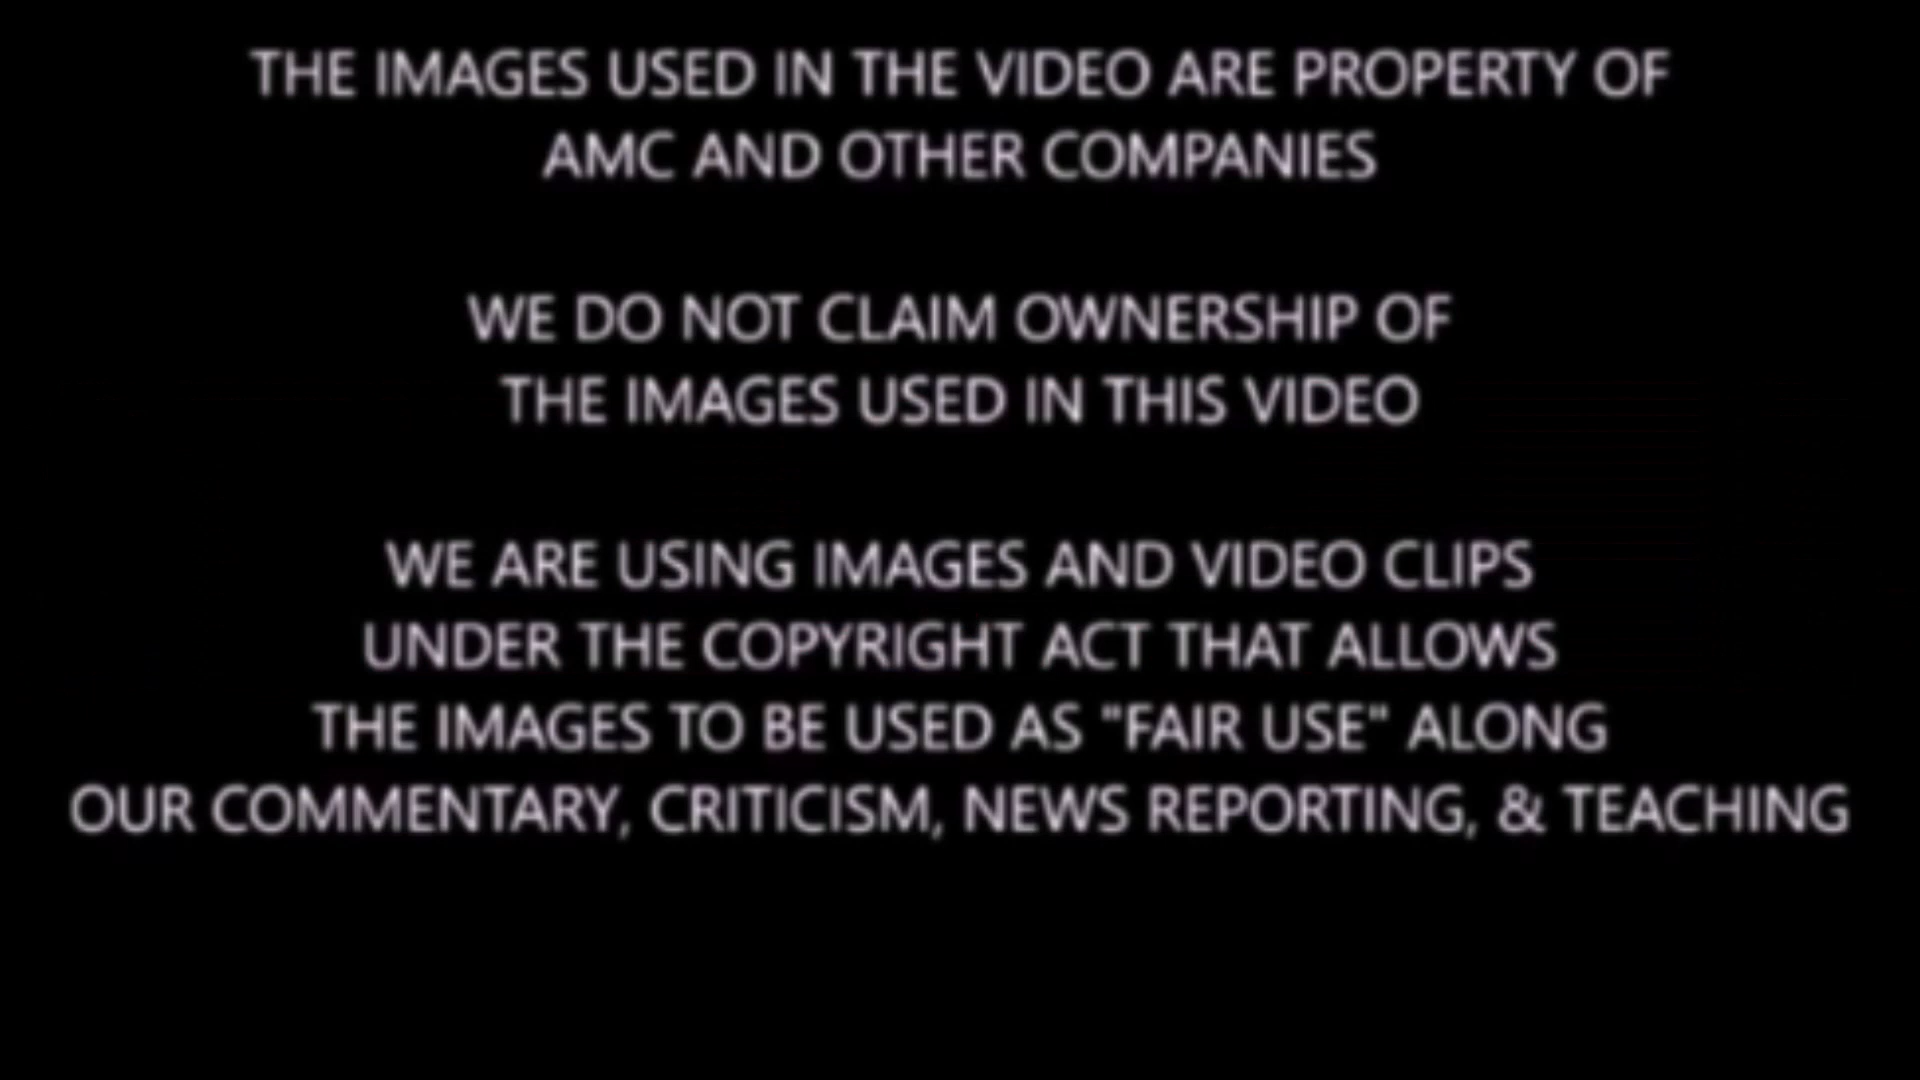 THE IMAGES USED IN THE VIDEO ARE PROPERTY OF
AMC AND OTHER COMPANIES
WE DO NOT CLAIM OWNERSHIP OF
THE IMAGES USED IN THIS VIDEO
WE ARE USING IMAGES AND VIDEO CLIPS
UNDER THE COPYRIGHT ACT THAT ALLOWS
THE IMAGES TO BE USED AS "FAIR USE" ALONG
OUR COMMENTARY, CRITICISM, NEWS REPORTING, & TEACHING